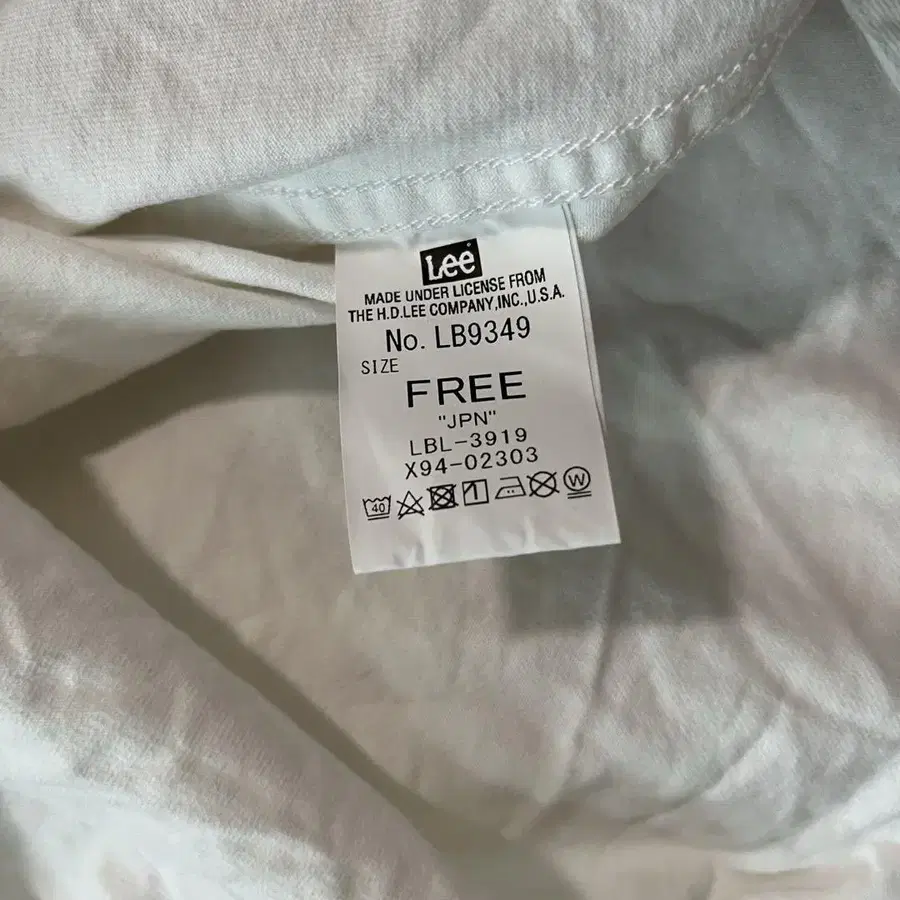 Lee
MADE UNDER LICENSE FROM
THE H.D.LEE COMPANY,INC.,U.S.A.
No. LB9349
SIZE
FREE
"JPN"
LBL-3919
X94-02303
40 W